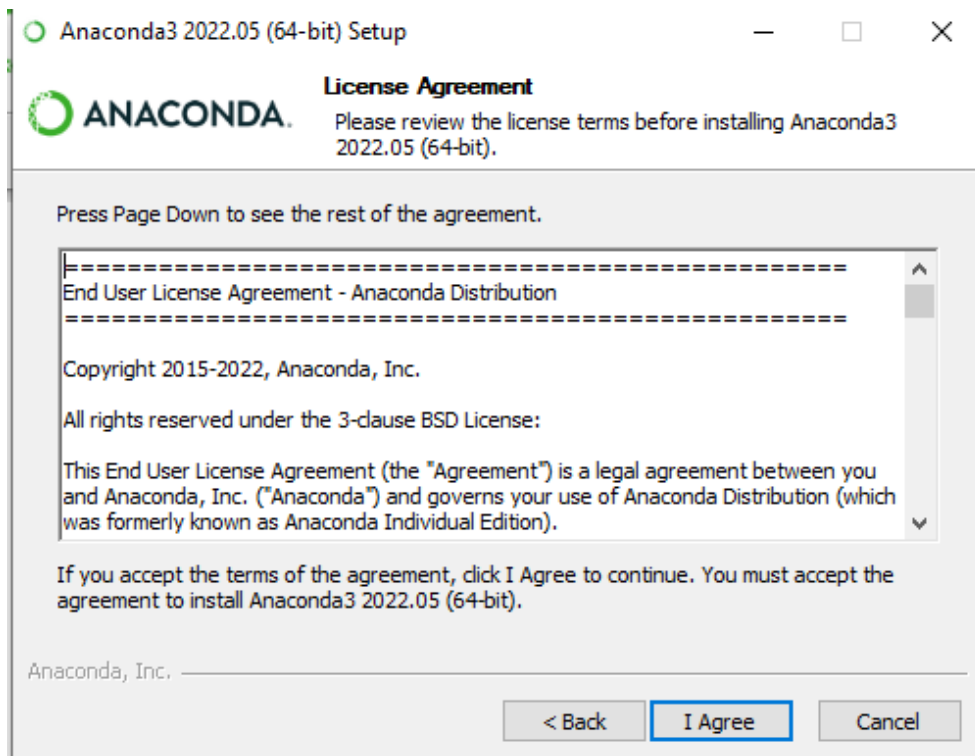 Anaconda3 2022.05 (64-bit) Setup
ANACONDA.
License Agreement
Please review the license terms before installing Anaconda3
2022.05 (64-bit).
Press Page Down to see the rest of the agreement.
==================================================
End User License Agreement - Anaconda Distribution
==================================================
Copyright 2015-2022, Anaconda, Inc.
All rights reserved under the 3-clause BSD License:
This End User License Agreement (the "Agreement") is a legal agreement between you
and Anaconda, Inc. ("Anaconda") and governs your use of Anaconda Distribution (which
was formerly known as Anaconda Individual Edition).
If you accept the terms of the agreement, click I Agree to continue. You must accept the
agreement to install Anaconda3 2022.05 (64-bit).
Anaconda, Inc.
< Back
I Agree
Cancel